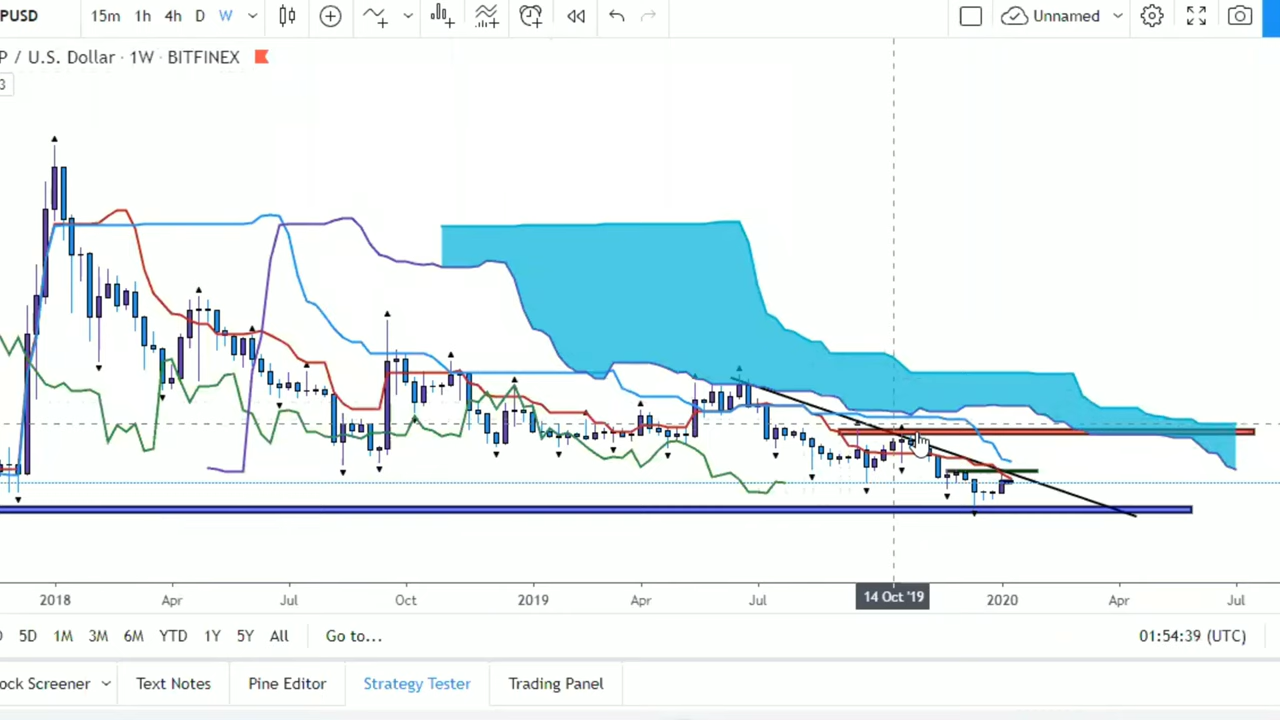 PUSD 15m 1h 4h D W Unnamed
P / U.S. Dollar · 1W · BITFINEX
3
2018 Apr Jul Oct 2019 Apr Jul 14 Oct '19 2020 Apr Jul
D 5D 1M 3M 6M YTD 1Y 5Y All Go to... 01:54:39 (UTC)
ock Screener Text Notes Pine Editor Strategy Tester Trading Panel